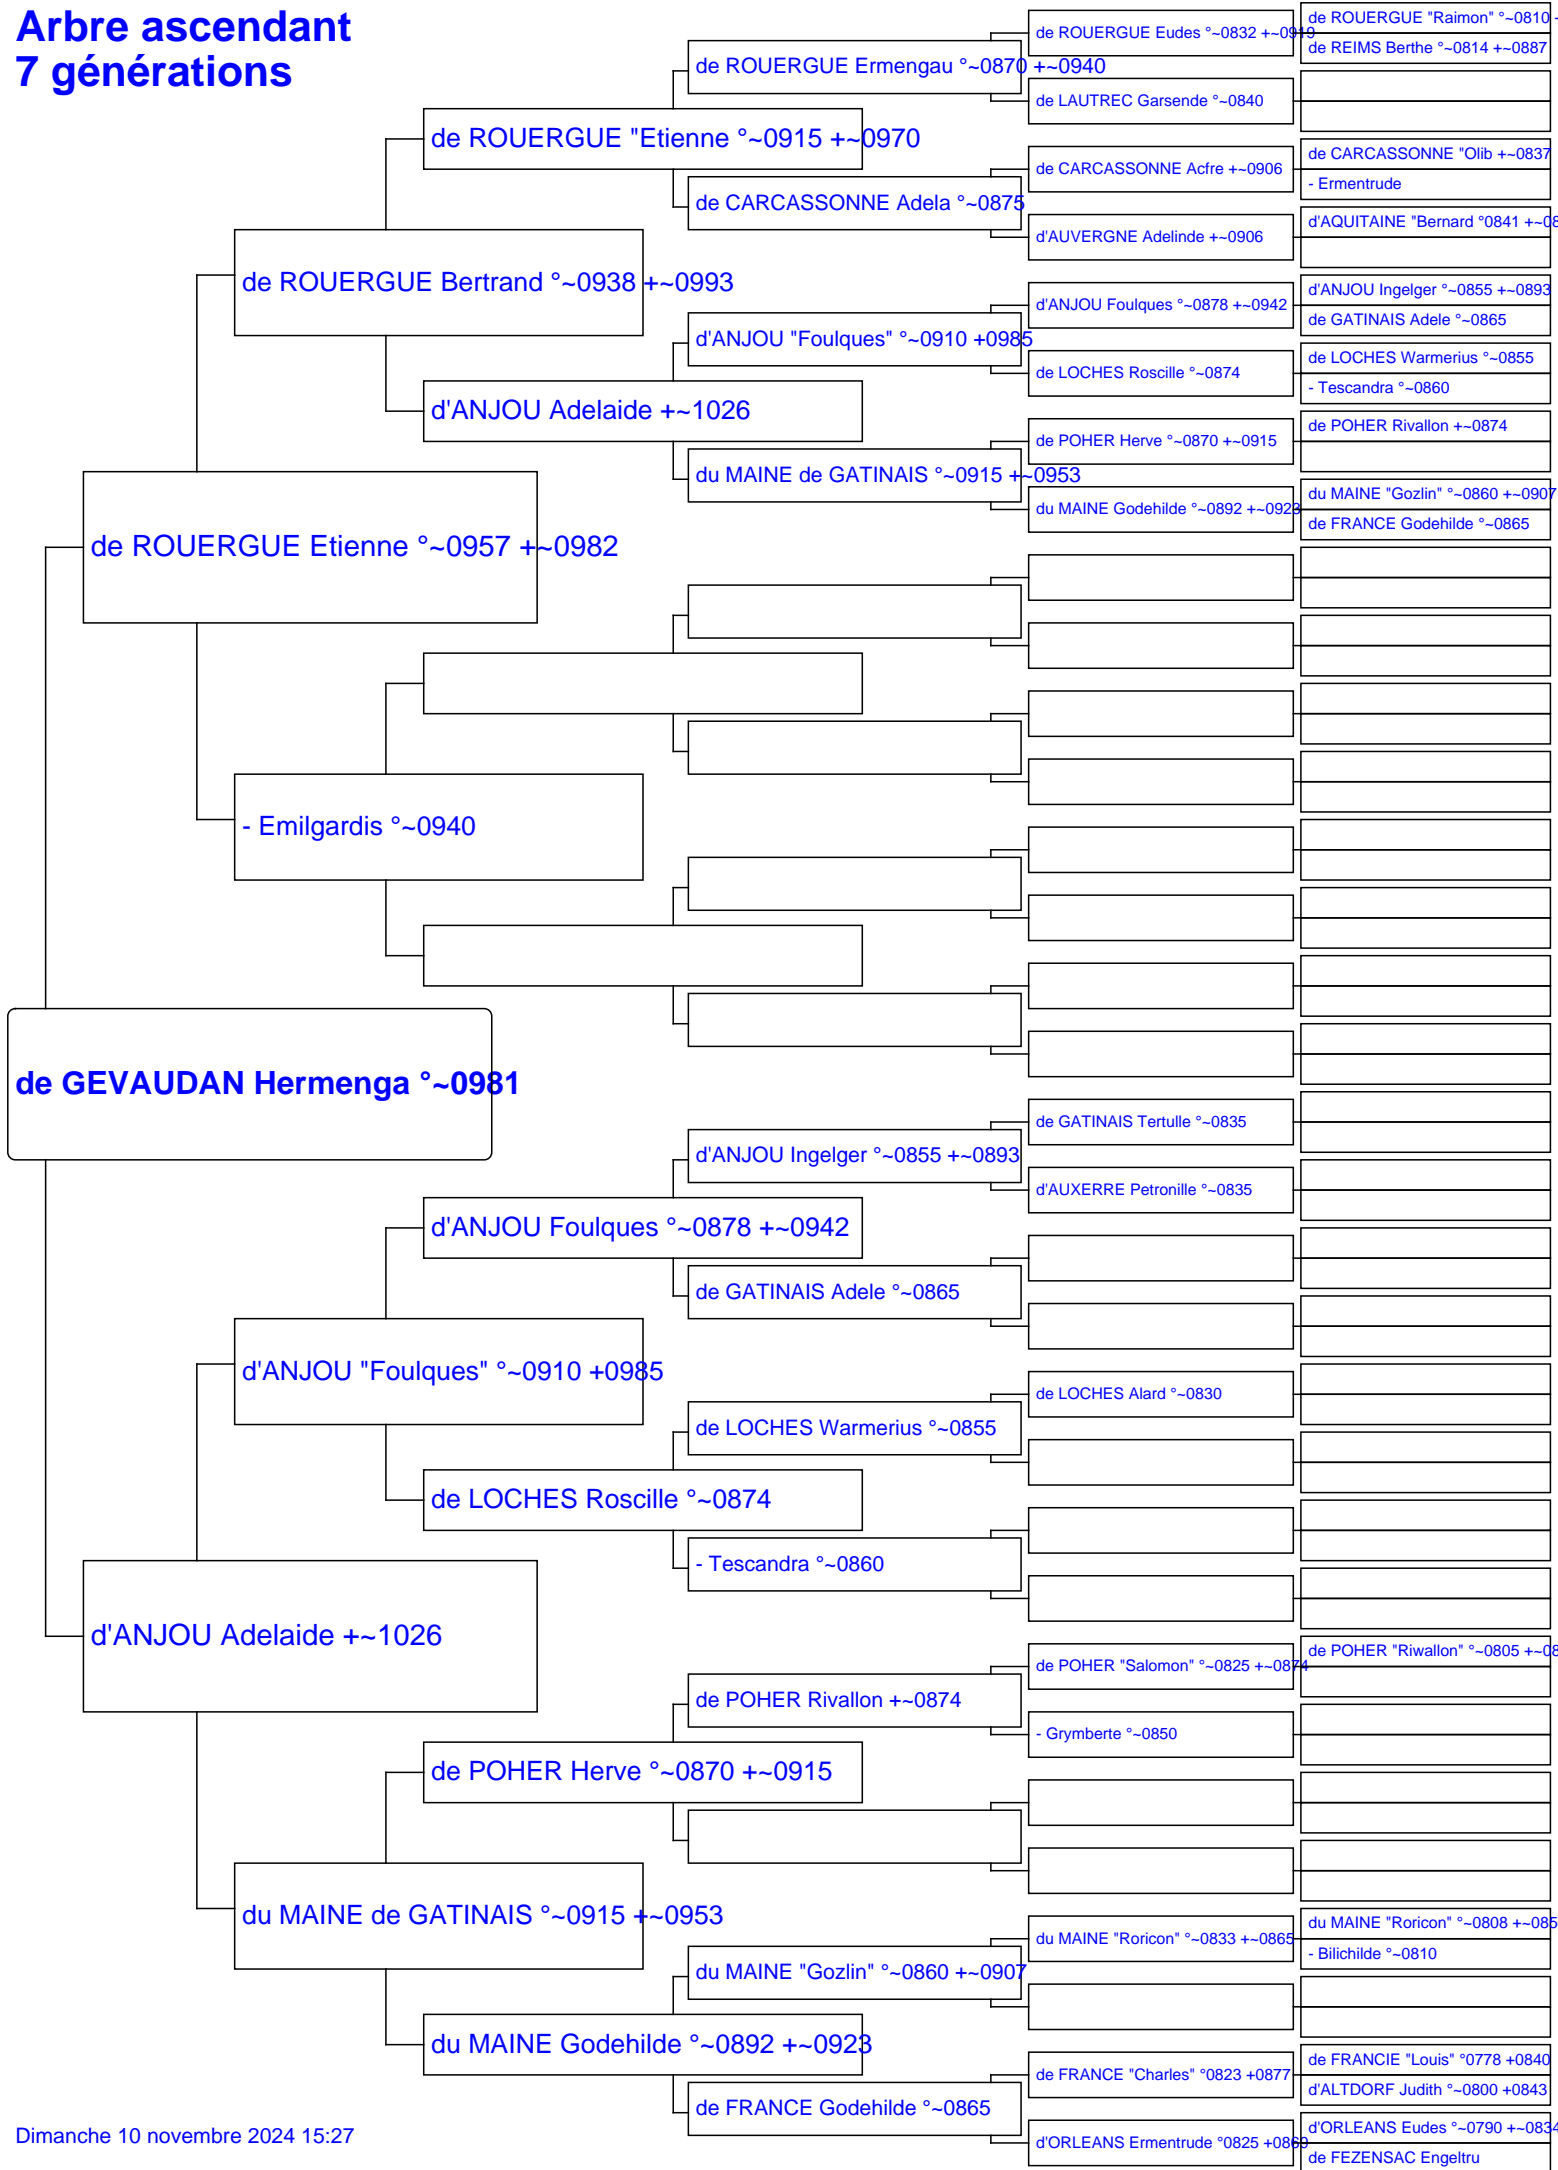 Arbre ascendant
7 générations
de ROUERGUE "Raimon" °~0810 +
de ROUERGUE Eudes °~0832 +~0919
de REIMS Berthe °~0814 +~0887
de ROUERGUE Ermengau °~0870 +~0940
de LAUTREC Garsende °~0840
de ROUERGUE "Etienne °~0915 +~0970
de CARCASSONNE "Olib +~0837
de CARCASSONNE Acfre +~0906
- Ermentrude
de CARCASSONNE Adela °~0875
d'AQUITAINE "Bernard °0841 +~08
d'AUVERGNE Adelinde +~0906
de ROUERGUE Bertrand °~0938 +~0993
d'ANJOU Ingelger °~0855 +~0893
d'ANJOU Foulques °~0878 +~0942
de GATINAIS Adele °~0865
d'ANJOU "Foulques" °~0910 +0985
de LOCHES Warmerius °~0855
de LOCHES Roscille °~0874
- Tescandra °~0860
d'ANJOU Adelaide +~1026
de POHER Rivallon +~0874
de POHER Herve °~0870 +~0915
du MAINE de GATINAIS °~0915 +~0953
du MAINE "Gozlin" °~0860 +~0907
du MAINE Godehilde °~0892 +~0923
de FRANCE Godehilde °~0865
de ROUERGUE Etienne °~0957 +~0982
- Emilgardis °~0940
de GEVAUDAN Hermenga °~0981
de GATINAIS Tertulle °~0835
d'ANJOU Ingelger °~0855 +~0893
d'AUXERRE Petronille °~0835
d'ANJOU Foulques °~0878 +~0942
de GATINAIS Adele °~0865
d'ANJOU "Foulques" °~0910 +0985
de LOCHES Alard °~0830
de LOCHES Warmerius °~0855
de LOCHES Roscille °~0874
- Tescandra °~0860
d'ANJOU Adelaide +~1026
de POHER "Riwallon" °~0805 +~08
de POHER "Salomon" °~0825 +~0874
de POHER Rivallon +~0874
- Grymberte °~0850
de POHER Herve °~0870 +~0915
du MAINE de GATINAIS °~0915 +~0953
du MAINE "Roricon" °~0808 +~085
du MAINE "Roricon" °~0833 +~0865
- Bilichilde °~0810
du MAINE "Gozlin" °~0860 +~0907
du MAINE Godehilde °~0892 +~0923
de FRANCIE "Louis" °0778 +0840
de FRANCE "Charles" °0823 +0877
d'ALTDORF Judith °~0800 +0843
de FRANCE Godehilde °~0865
d'ORLEANS Eudes °~0790 +~0834
d'ORLEANS Ermentrude °0825 +0869
de FEZENSAC Engeltru
Dimanche 10 novembre 2024 15:27